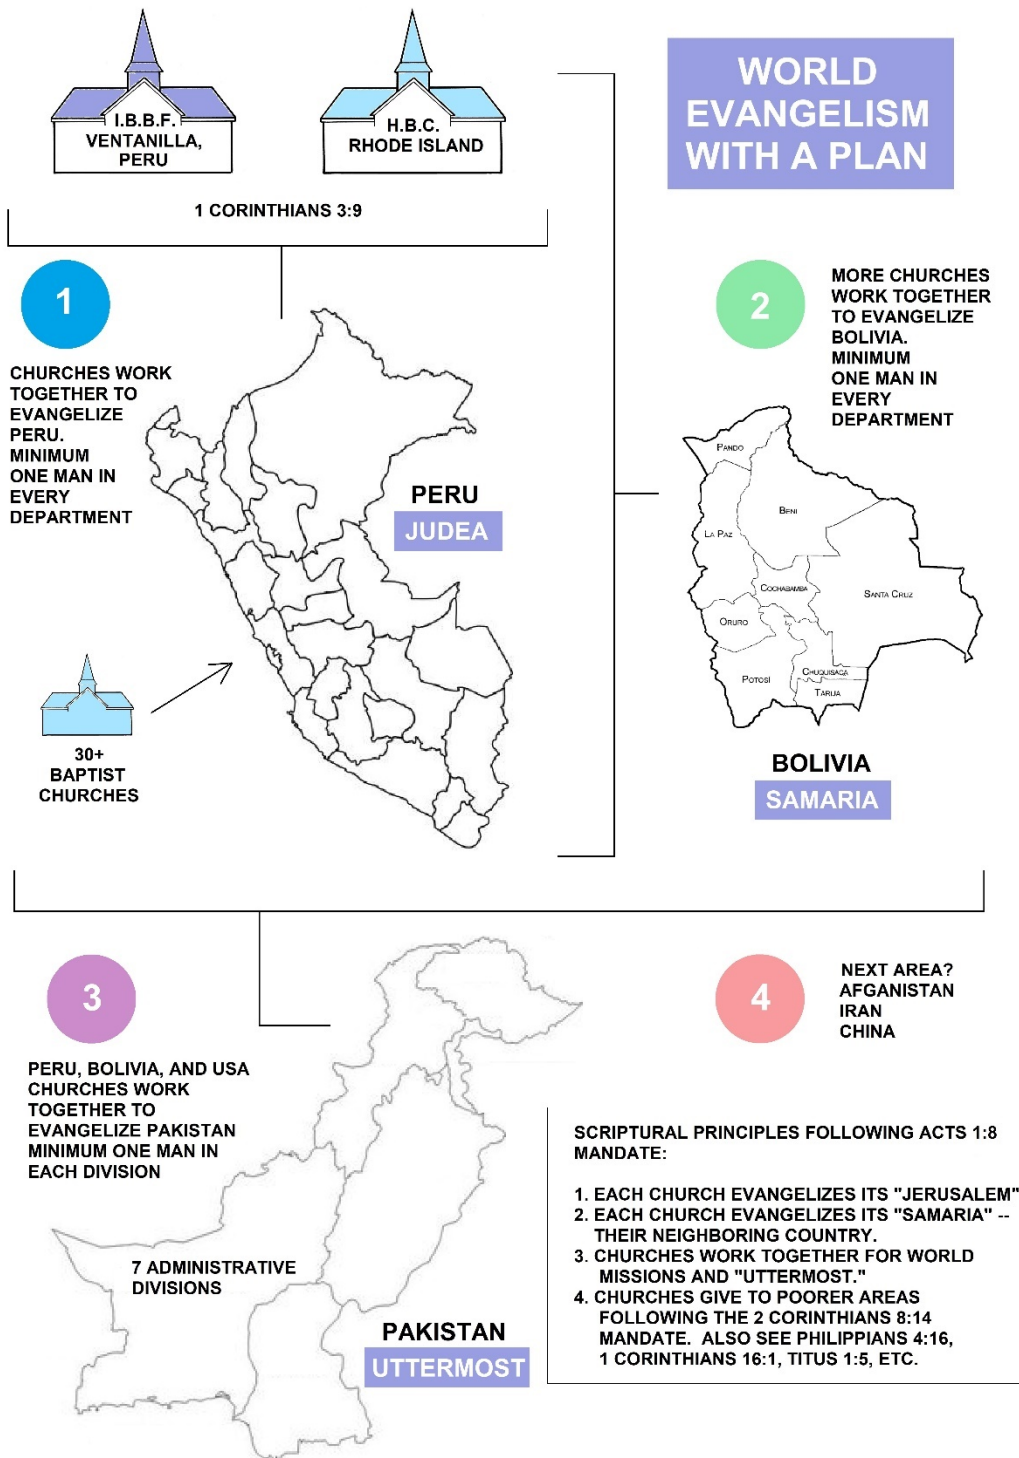 I.B.B.F.
VENTANILLA,
PERU
H.B.C.
RHODE ISLAND
WORLD
EVANGELISM
WITH A PLAN
1 CORINTHIANS 3:9
1
CHURCHES WORK
TOGETHER TO
EVANGELIZE
PERU.
MINIMUM
ONE MAN IN
EVERY
DEPARTMENT
PERU
JUDEA
30+
BAPTIST
CHURCHES
2
MORE CHURCHES
WORK TOGETHER
TO EVANGELIZE
BOLIVIA.
MINIMUM
ONE MAN IN
EVERY
DEPARTMENT
PANDO
BENI
LA PAZ
COCHABAMBA
SANTA CRUZ
ORURO
CHUQUISACA
POTOSÍ
TARIJA
BOLIVIA
SAMARIA
3
PERU, BOLIVIA, AND USA
CHURCHES WORK
TOGETHER TO
EVANGELIZE PAKISTAN
MINIMUM ONE MAN IN
EACH DIVISION
7 ADMINISTRATIVE
DIVISIONS
PAKISTAN
UTTERMOST
4
NEXT AREA?
AFGANISTAN
IRAN
CHINA
SCRIPTURAL PRINCIPLES FOLLOWING ACTS 1:8
MANDATE:
1. EACH CHURCH EVANGELIZES ITS "JERUSALEM"
2. EACH CHURCH EVANGELIZES ITS "SAMARIA" --
THEIR NEIGHBORING COUNTRY.
3. CHURCHES WORK TOGETHER FOR WORLD
MISSIONS AND "UTTERMOST."
4. CHURCHES GIVE TO POORER AREAS
FOLLOWING THE 2 CORINTHIANS 8:14
MANDATE. ALSO SEE PHILIPPIANS 4:16,
1 CORINTHIANS 16:1, TITUS 1:5, ETC.